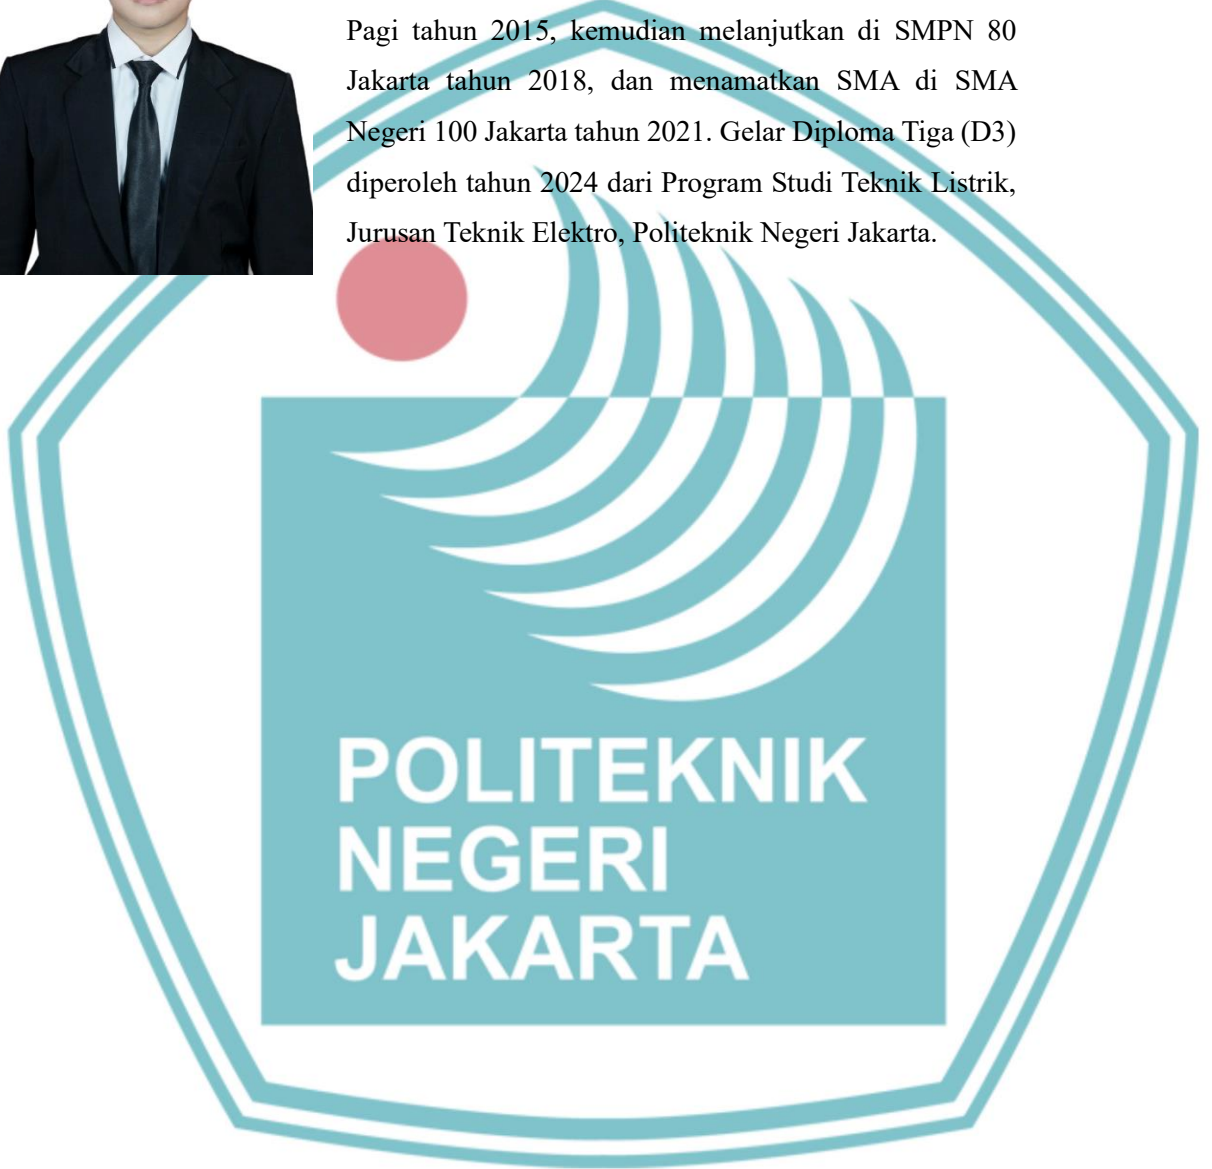 Pagi tahun 2015, kemudian melanjutkan di SMPN 80
Jakarta tahun 2018, dan menamatkan SMA di SMA
Negeri 100 Jakarta tahun 2021. Gelar Diploma Tiga (D3)
diperoleh tahun 2024 dari Program Studi Teknik Listrik,
Jurusan Teknik Elektro, Politeknik Negeri Jakarta.
POLITEKNIK
NEGERI
JAKARTA